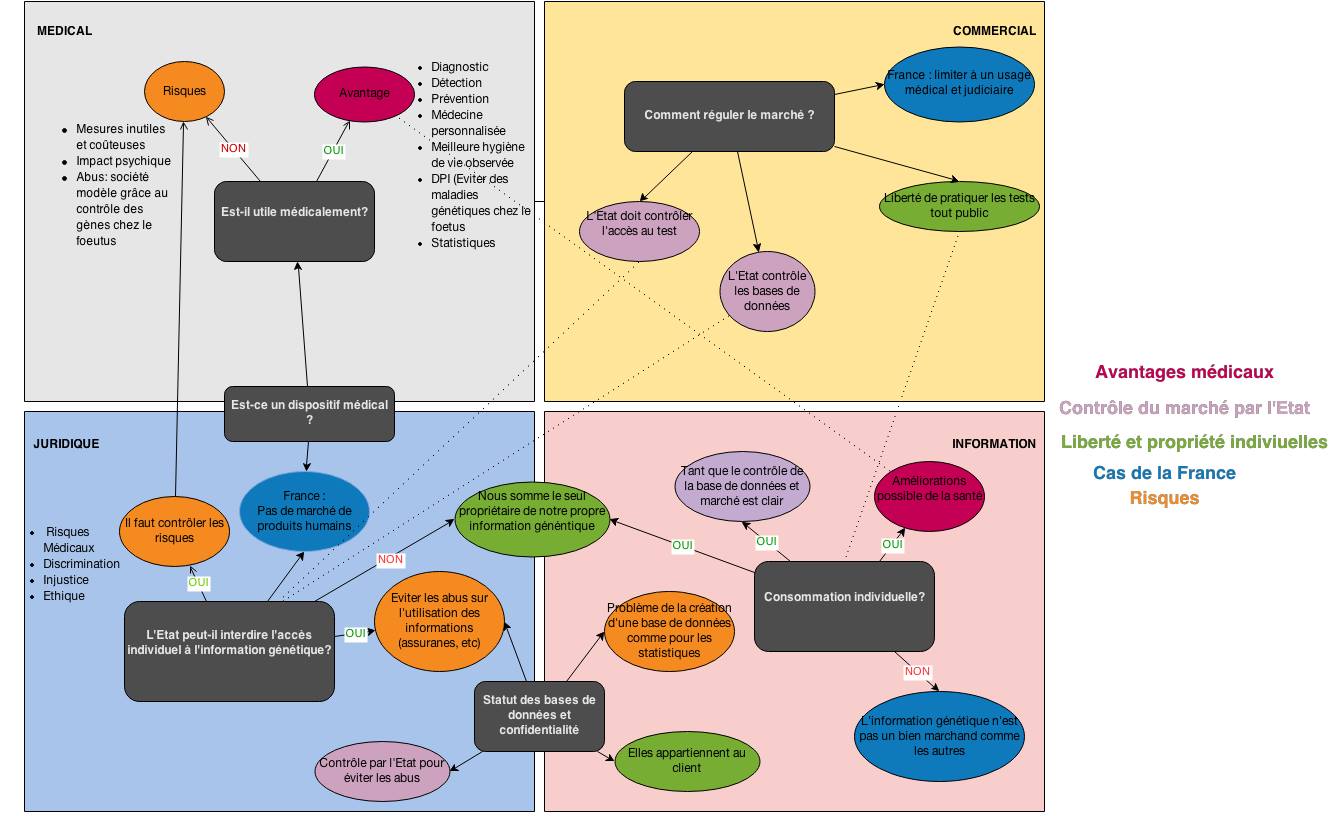 MEDICAL
Risques
Avantage
• Diagnostic
• Détection
• Prévention
• Médecine
personnalisée
• Meilleure hygiène
de vie observée
• DPI (Eviter des
maladies
génétiques chez le
foetus
• Statistiques
• Mesures inutiles
et coûteuses
• Impact psychique
• Abus: société
modèle grâce au
contrôle des
gènes chez le
foeutus
NON
OUI
Est-il utile médicalement?
COMMERCIAL
France : limiter à un usage
médical et judiciaire
Comment réguler le marché ?
Liberté de pratiquer les tests
tout public
L'Etat doit contrôler
l'accès au test
L'Etat contrôle
les bases de
données
Est-ce un dispositif médical
?
JURIDIQUE
France :
Pas de marché de
produits humains
Il faut contrôler les
risques
• Risques
Médicaux
• Discrimination
• Injustice
• Ethique
OUI
NON
L'Etat peut-il interdire l'accès
individuel à l'information génétique?
OUI
Eviter les abus sur
l'utilisation des
informations
(assuranes, etc)
Nous somme le seul
propriétaire de notre propre
information généntique
Statut des bases de
données et
confidentialité
Contrôle par l'Etat pour
éviter les abus
INFORMATION
Tant que le contrôle de
la base de données et
marché est clair
Améliorations
possible de la santé
OUI
OUI
OUI
Consommation individuelle?
Problème de la création
d'une base de données
comme pour les
statistiques
NON
L'information génétique n'est
pas un bien marchand comme
les autres
Elles appartiennent au
client
Avantages médicaux
Contrôle du marché par l'Etat
Liberté et propriété indiviuelles
Cas de la France
Risques